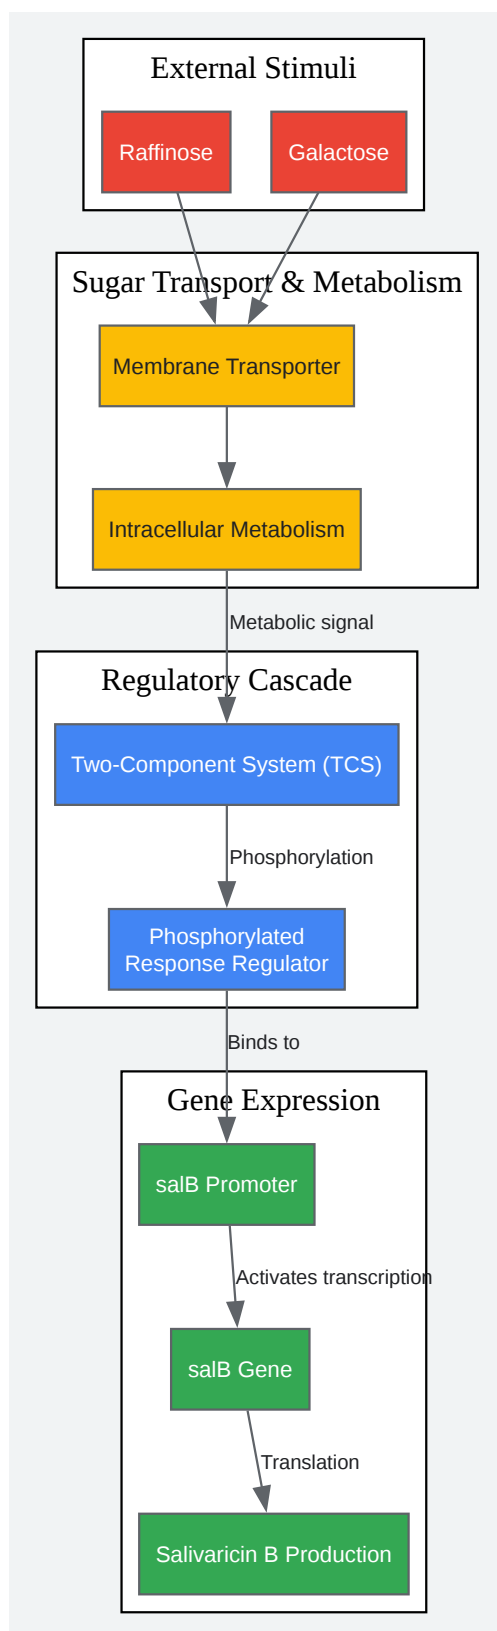 External Stimuli
Raffinose
Galactose
Sugar Transport & Metabolism
Membrane Transporter
Intracellular Metabolism
Metabolic signal
Regulatory Cascade
Two-Component System (TCS)
Phosphorylation
Phosphorylated
Response Regulator
Binds to
Gene Expression
salB Promoter
Activates transcription
salB Gene
Translation
Salivaricin B Production